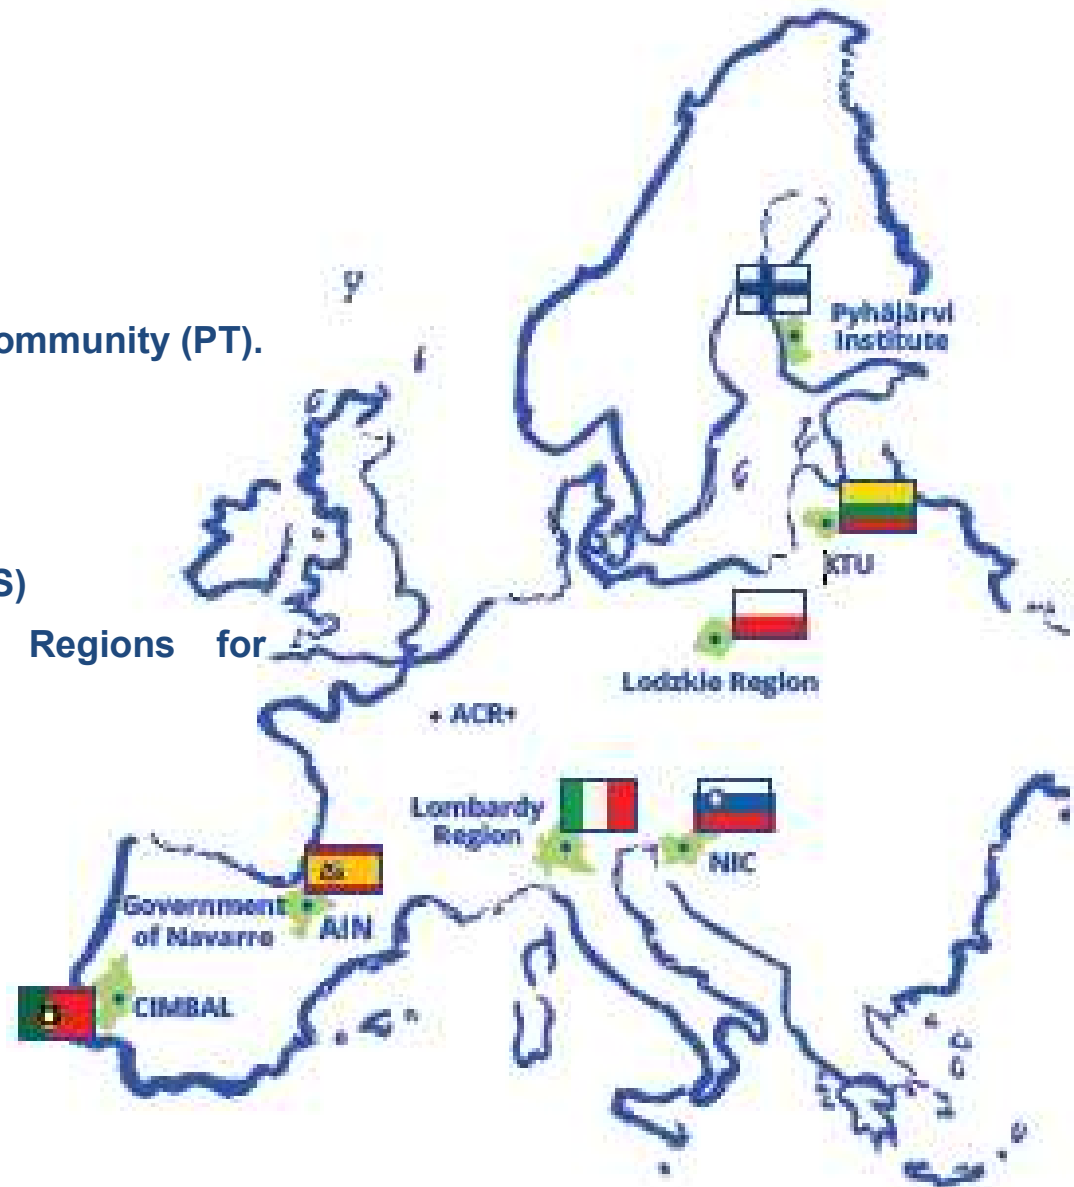 ommunity (PT).
Pyhäjärvi
Institute
S)
KTU
Regions for
Lodzkie Region
ACR+
Lombardy
Region
NIC
Government
of Navarre
AIN
CIMBAL